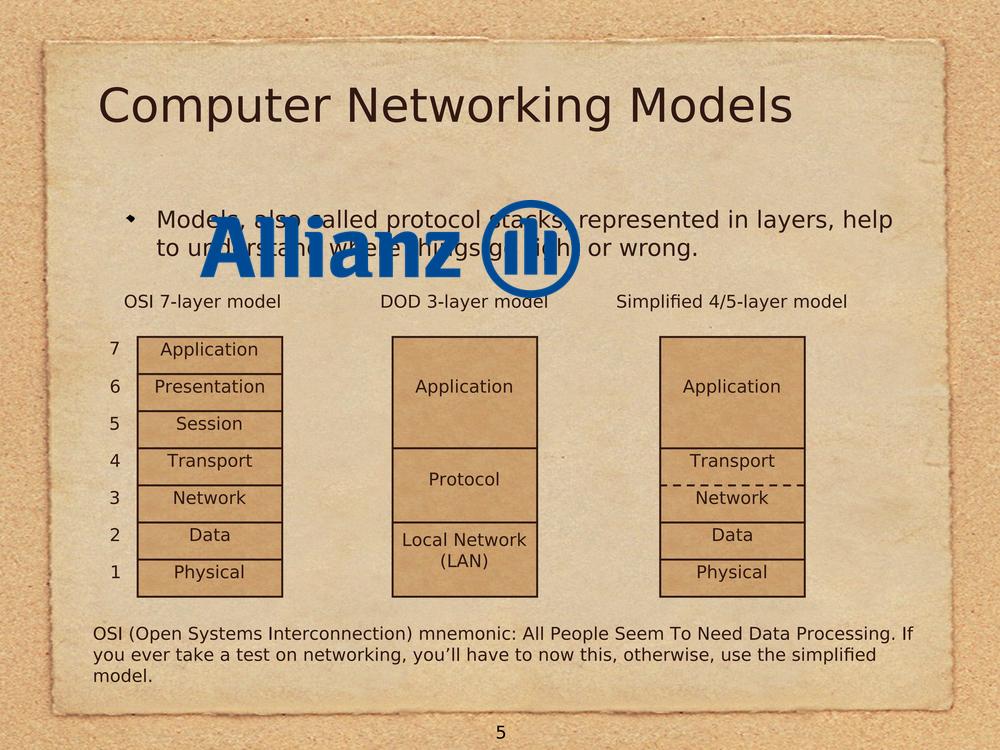 Computer Networking Models
Models, also called protocol stacks, represented in layers, help
to understand where things go right or wrong.
Allianz
OSI 7-layer model
DOD 3-layer model
Simplified 4/5-layer model
7 Application
6 Presentation
5 Session
4 Transport
3 Network
2 Data
1 Physical
Application
Protocol
Local Network
(LAN)
Application
Transport
Network
Data
Physical
OSI (Open Systems Interconnection) mnemonic: All People Seem To Need Data Processing. If
you ever take a test on networking, you’ll have to now this, otherwise, use the simplified
model.
5